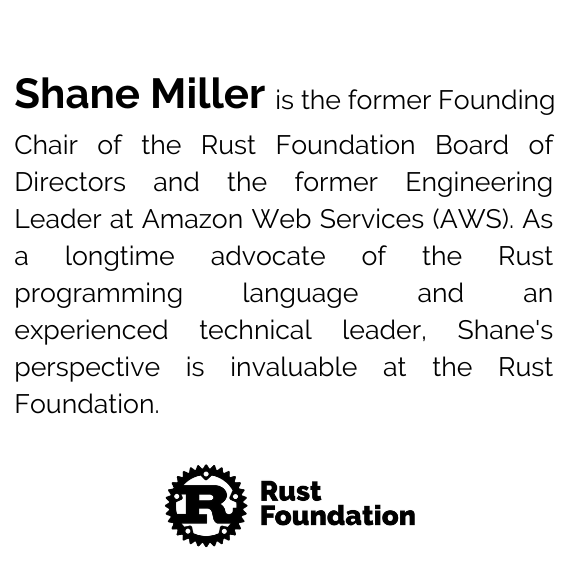 Shane Miller is the former Founding
Chair of the Rust Foundation Board of
Directors and the former Engineering
Leader at Amazon Web Services (AWS). As
a longtime advocate of the Rust
programming language and an
experienced technical leader, Shane's
perspective is invaluable at the Rust
Foundation.
R
Rust
Foundation